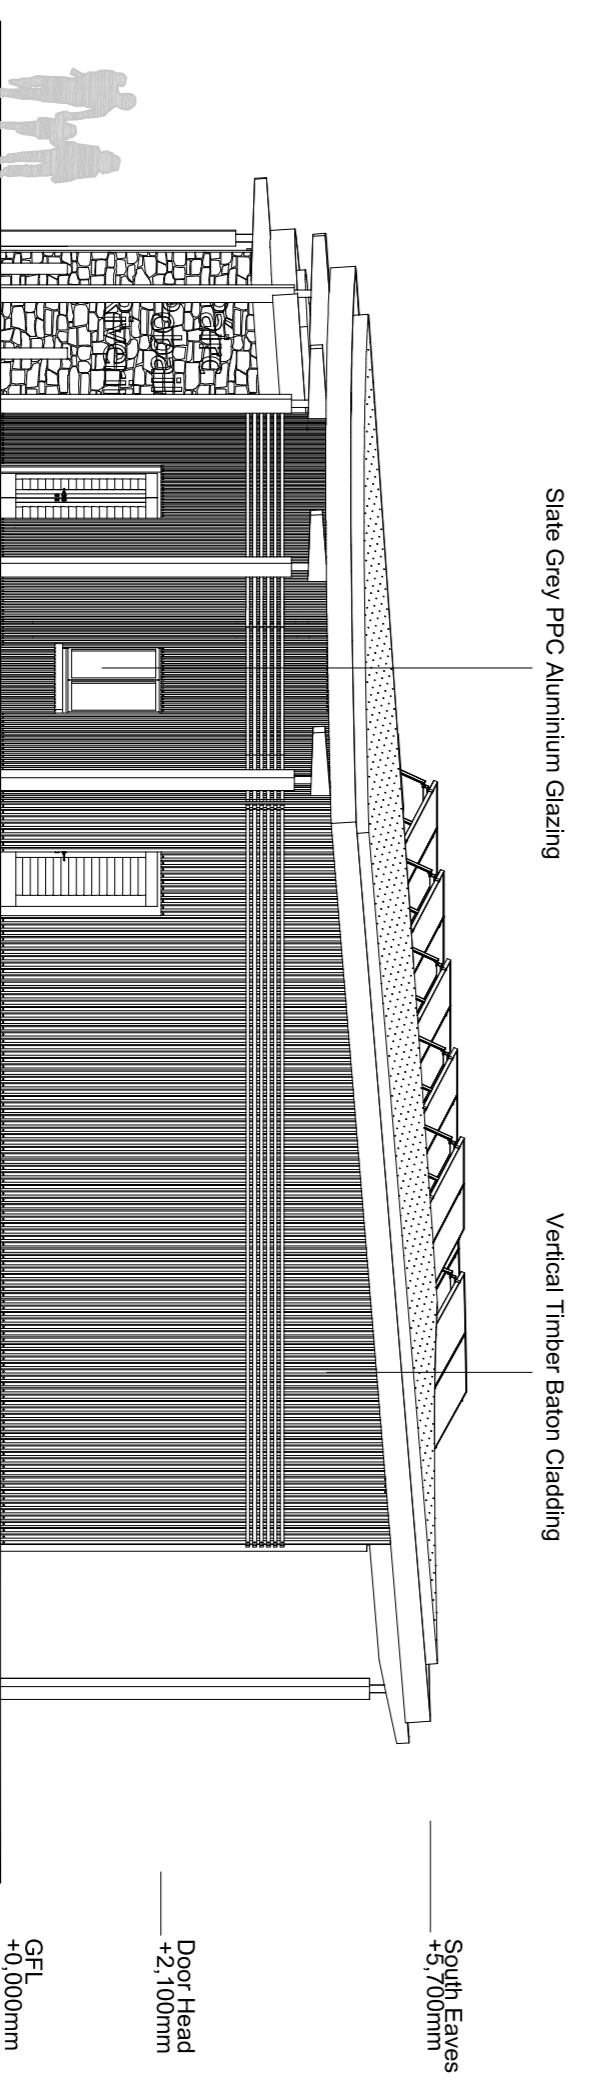 Slate Grey PPC Aluminium Glazing
Vertical Timber Baton Cladding
South Eaves
+5,700mm
Door Head
+2,100mm
GFL
+0,000mm